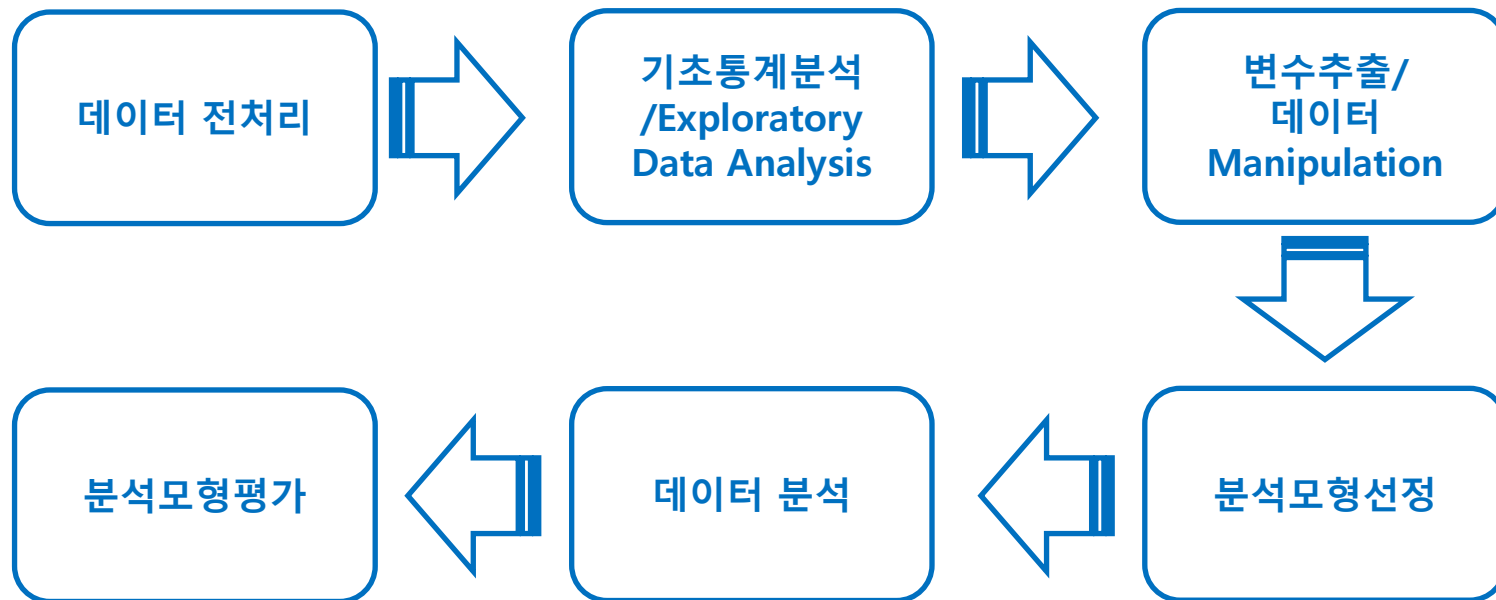 데이터 전처리
기초통계분석
/Exploratory
Data Analysis
변수추출/
데이터
Manipulation
분석모형평가
데이터 분석
분석모형선정